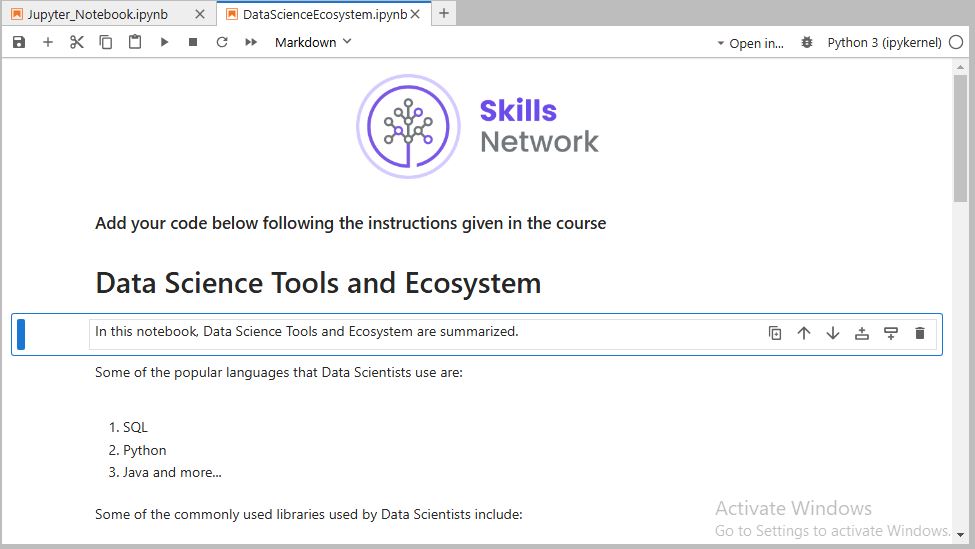 Jupyter_Notebook.ipynb
DataScienceEcosystem.ipynb
Markdown
Open in...
Python 3 (ipykernel)
Skills
Network
Add your code below following the instructions given in the course
Data Science Tools and Ecosystem
In this notebook, Data Science Tools and Ecosystem are summarized.
Some of the popular languages that Data Scientists use are:
1. SQL
2. Python
3. Java and more...
Some of the commonly used libraries used by Data Scientists include:
Activate Windows
Go to Settings to activate Windows.